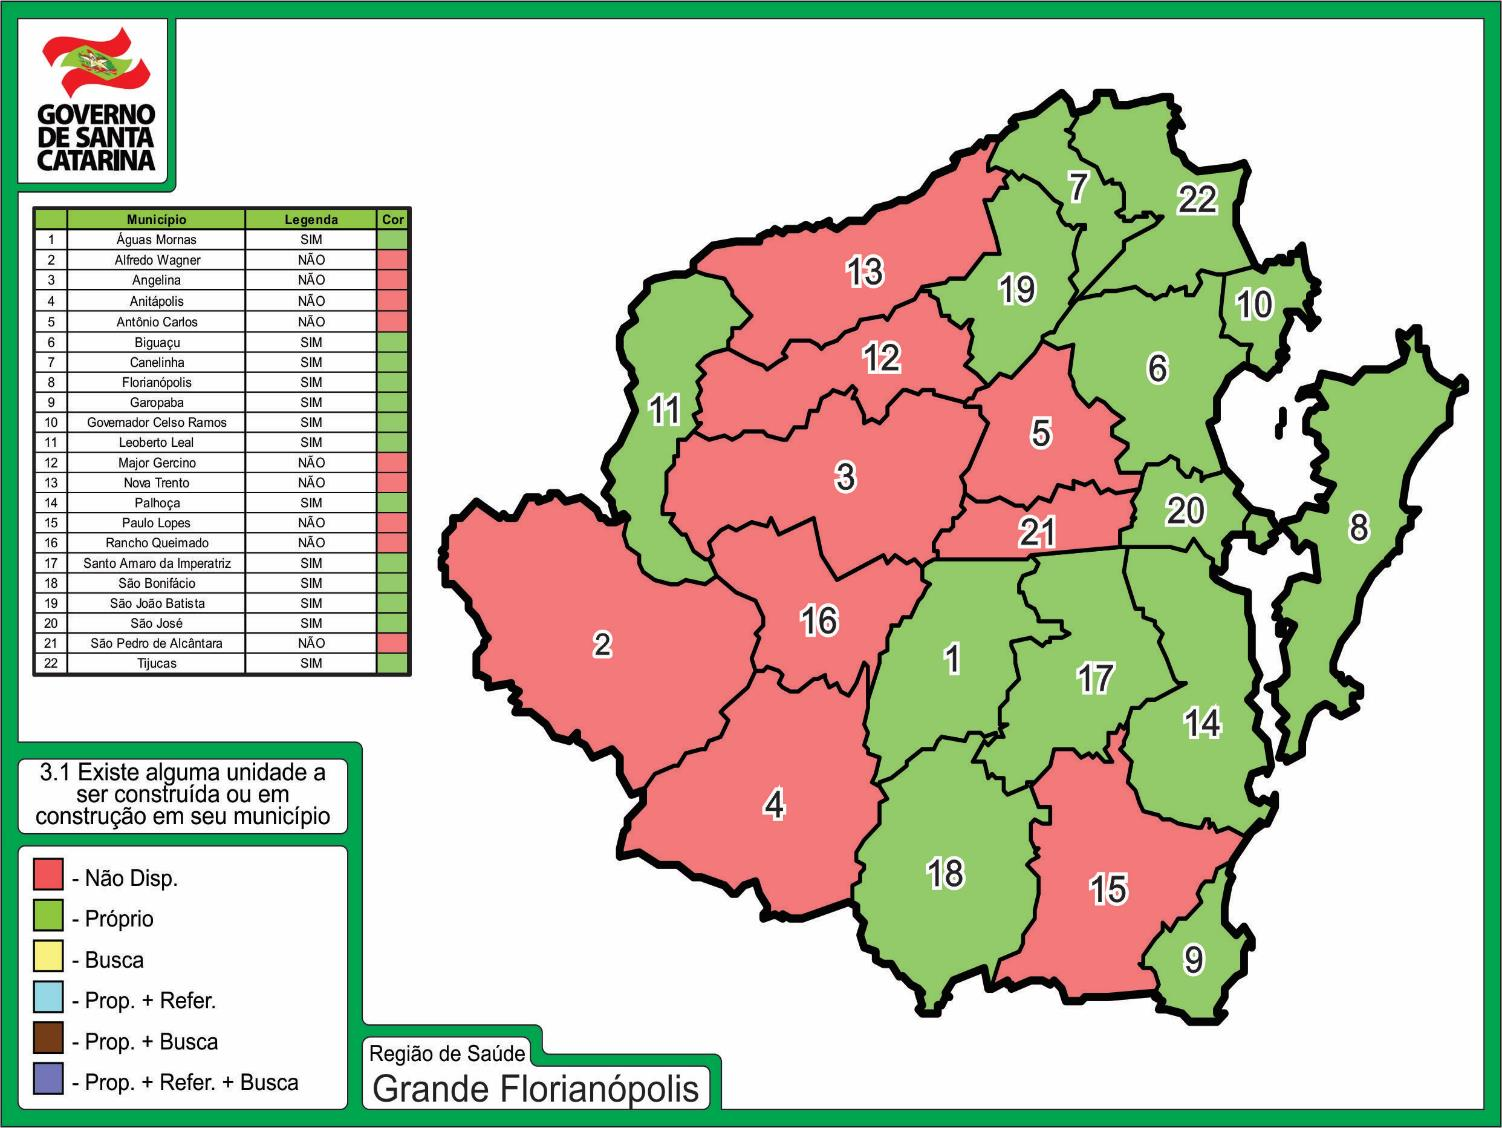 GOVERNO
DE SANTA
CATARINA
Município Legenda Cor
1 Águas Mornas SIM
2 Alfredo Wagner NÃO
3 Angelina NÃO
4 Anitápolis NÃO
5 Antônio Carlos NÃO
6 Biguaçu SIM
7 Canelinha SIM
8 Florianópolis SIM
9 Garopaba SIM
10 Governador Celso Ramos SIM
11 Leoberto Leal SIM
12 Major Gercino NÃO
13 Nova Trento NÃO
14 Palhoça SIM
15 Paulo Lopes NÃO
16 Rancho Queimado NÃO
17 Santo Amaro da Imperatriz SIM
18 São Bonifácio SIM
19 São João Batista SIM
20 São José SIM
21 São Pedro de Alcântara NÃO
22 Tijucas SIM
7
22
13
19
10
12
6
11
5
3
20
21
8
16
2
1
17
14
4
18
15
9
3.1 Existe alguma unidade a
ser construída ou em
construção em seu município
- Não Disp.
- Próprio
- Busca
- Prop. + Refer.
- Prop. + Busca
- Prop. + Refer. + Busca
Região de Saúde
Grande Florianópolis